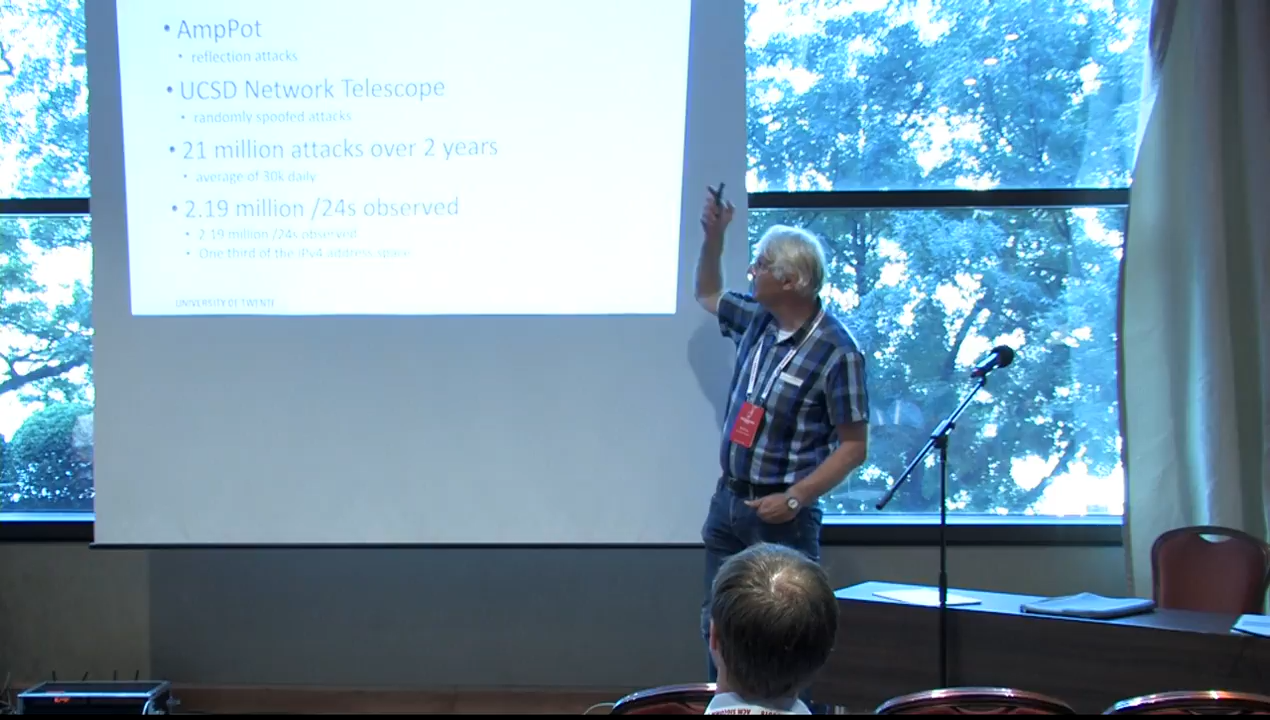 • AmpPot
• reflection attacks
• UCSD Network Telescope
• randomly spoofed attacks
• 21 million attacks over 2 years
• average of 30k daily
• 2.19 million /24s observed
• 2.19 million /24s observed
• One third of the IPv4 address space
UNIVERSITY OF TWENTE